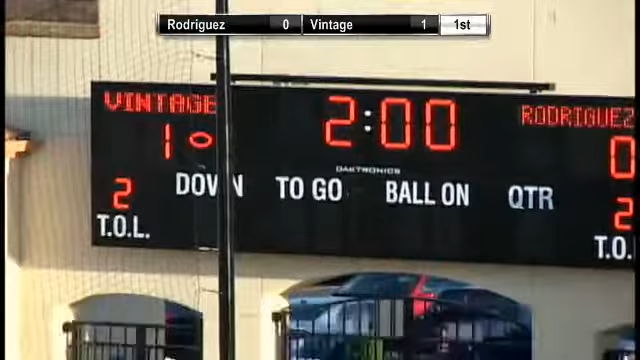 Rodriguez 0 Vintage 1 1st
VINTAGE 2:00 RODRIGUEZ
1 0
DAKTRONICS
2 DOWN TO GO BALL ON QTR 2
T.O.L. T.O.